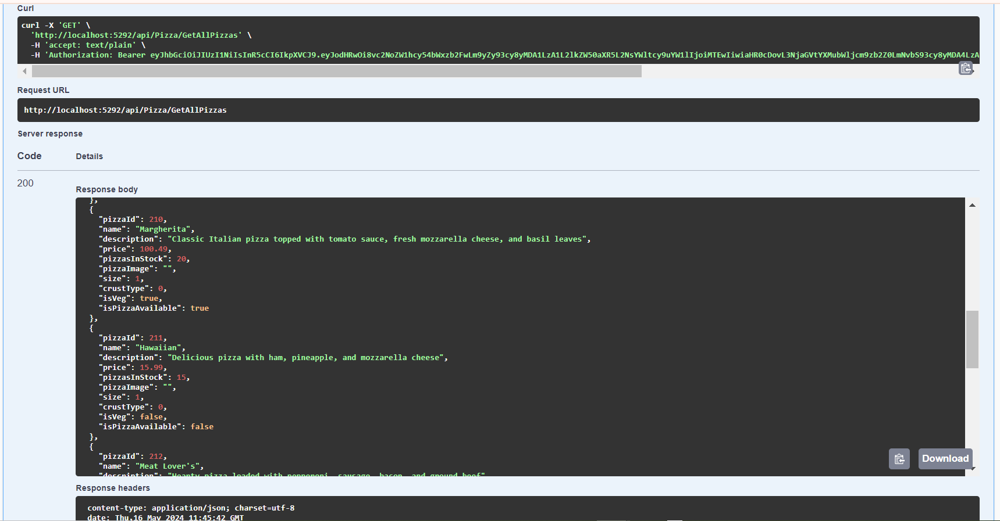 Curl
curl -X 'GET' \
'http://localhost:5292/api/Pizza/GetAllPizzas' \
-H 'accept: text/plain' \
-H 'Authorization: Bearer
Request URL
http://localhost:5292/api/Pizza/GetAllPizzas
Server response
Code Details
200
Response body
},
{
"pizzaId": 210,
"name": "Margherita",
"description": "Classic Italian pizza topped with tomato sauce, fresh mozzarella cheese, and basil leaves",
"price": 100.49,
"pizzasInStock": 20,
"pizzaImage": "",
"size": 1,
"crustType": 0,
"isVeg": true,
"isPizzaAvailable": true
},
{
"pizzaId": 211,
"name": "Hawaiian",
"description": "Delicious pizza with ham, pineapple, and mozzarella cheese",
"price": 15.99,
"pizzasInStock": 15,
"pizzaImage": "",
"size": 1,
"crustType": 0,
"isVeg": false,
"isPizzaAvailable": false
},
{
"pizzaId": 212,
"name": "Meat Lover's",
"description": "Hearty pizza loaded with pepperoni, sausage, bacon, and ground beef"
Download
Response headers
content-type: application/json; charset=utf-8
date: Thu,16 May 2024 11:45:42 GMT